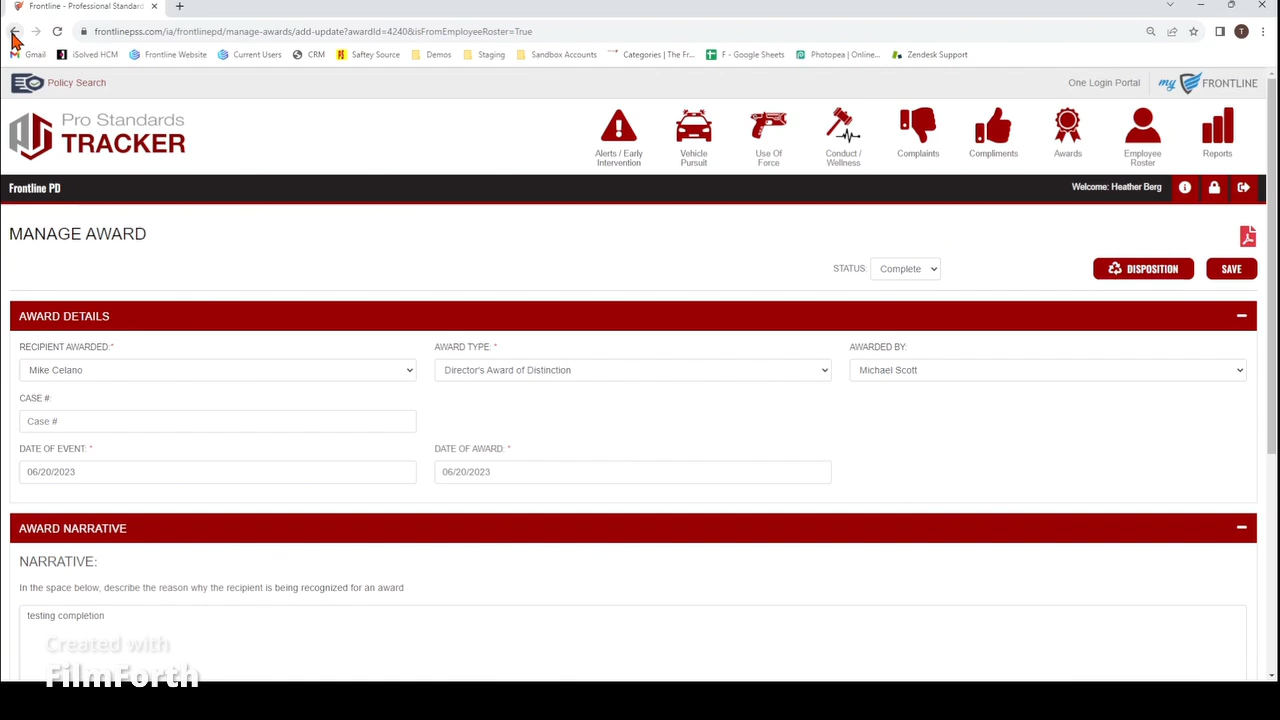 Frontline - Professional Standard
frontlinepss.com/ia/frontlinepd/manage-awards/add-update?awardId=4240&isFromEmployeeRoster=True
T
Gmail iSolved HCM Frontline Website Current Users CRM Saftey Source Demos Staging Sandbox Accounts Categories | The Fr... F - Google Sheets Photopea | Online... Zendesk Support
Policy Search One Login Portal my FRONTLINE
Pro Standards
TRACKER
Alerts / Early
Intervention
Vehicle
Pursuit
Use Of
Force
Conduct /
Wellness
Complaints
Compliments
Awards
Employee
Roster
Reports
Frontline PD Welcome: Heather Berg
MANAGE AWARD
STATUS: Complete DISPOSITION SAVE
AWARD DETAILS
RECIPIENT AWARDED:* AWARD TYPE: * AWARDED BY:
Mike Celano Director's Award of Distinction Michael Scott
CASE #:
Case #
DATE OF EVENT: * DATE OF AWARD: *
06/20/2023 06/20/2023
AWARD NARRATIVE
NARRATIVE:
In the space below, describe the reason why the recipient is being recognized for an award
testing completion
Created with
FilmForth